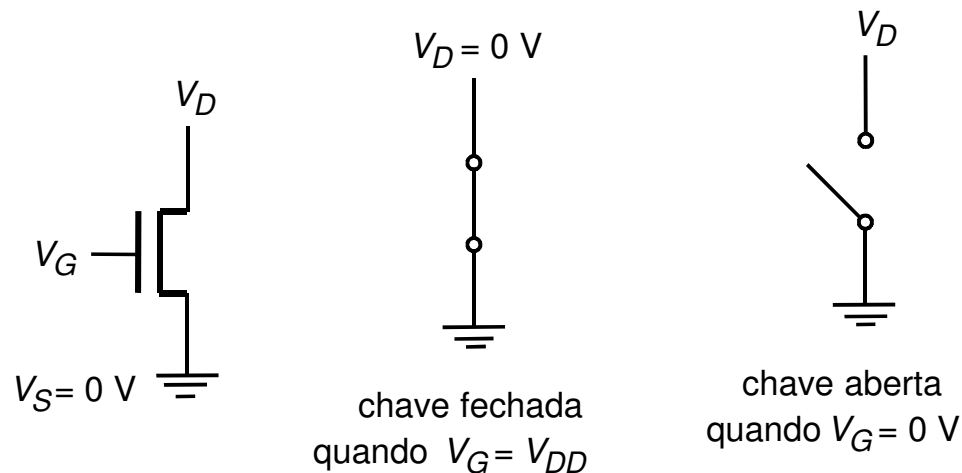 V_D
V_G
V_S = 0 V
V_D = 0 V
chave fechada
quando V_G = V_DD
V_D
chave aberta
quando V_G = 0 V